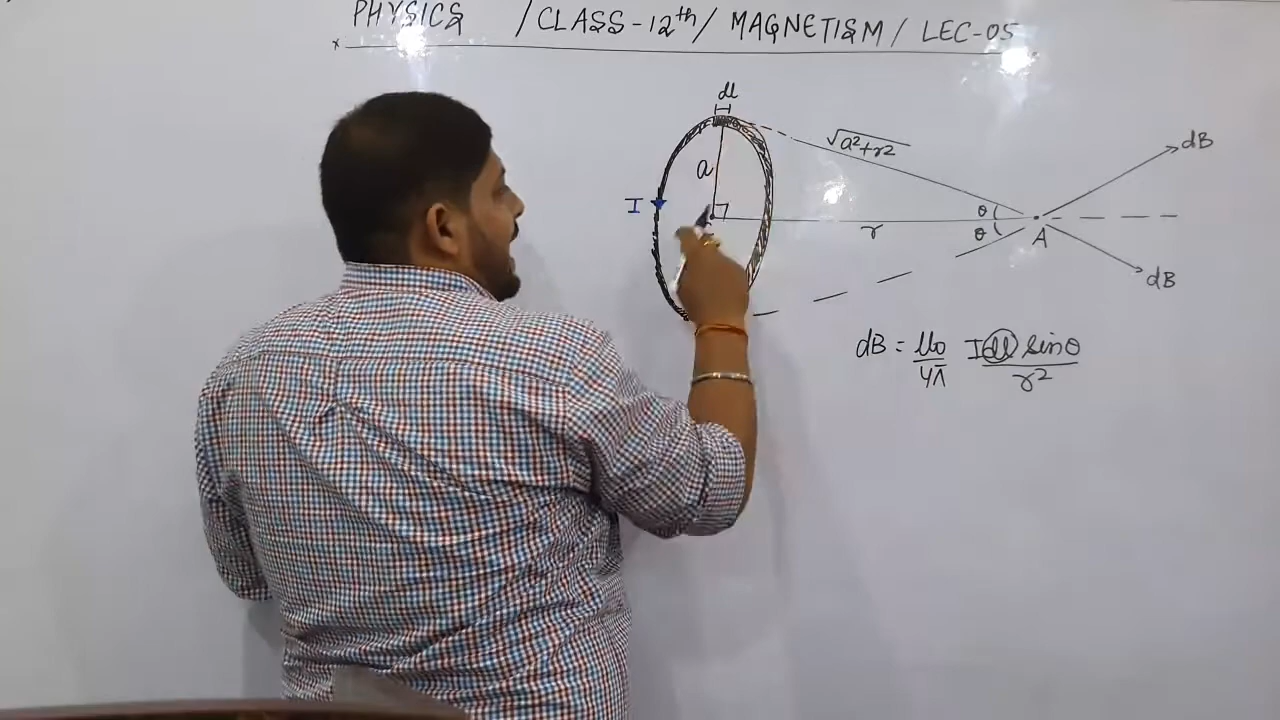 PHYSICS /CLASS-12th/ MAGNETISM/ LEC-05
dl
√a²+r²
dB
a
I
θ
r
θ
A
dB
dB = μ0/4π Idl sinθ/r²